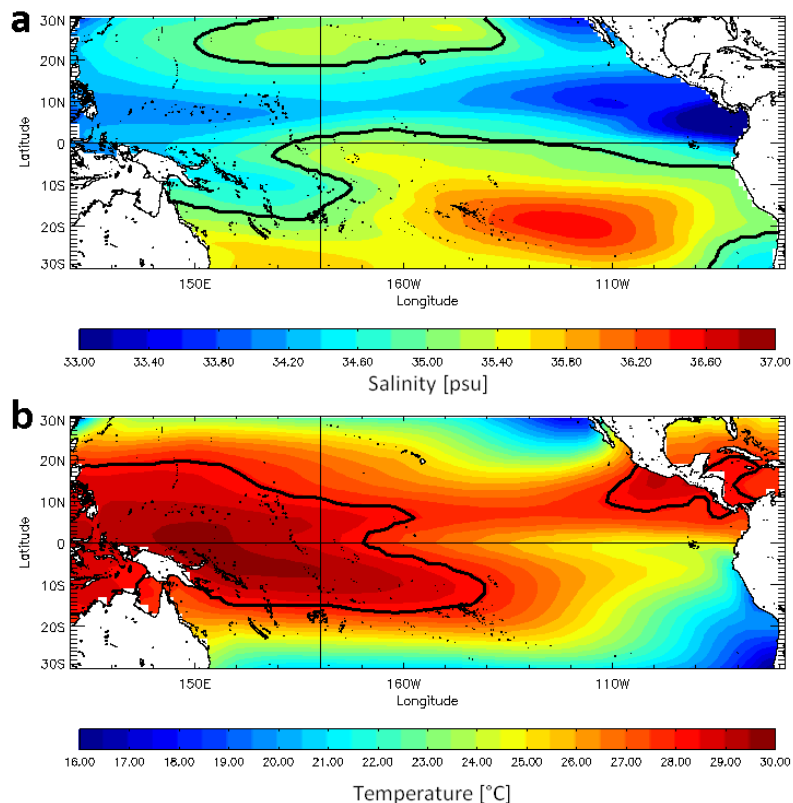 a
30N
20N
10N
0
10S
20S
30S
Latitude
150E 160W 110W
Longitude
33.00 33.40 33.80 34.20 34.60 35.00 35.40 35.80 36.20 36.60 37.00
Salinity [psu]
b
30N
20N
10N
0
10S
20S
30S
Latitude
150E 160W 110W
Longitude
16.00 17.00 18.00 19.00 20.00 21.00 22.00 23.00 24.00 25.00 26.00 27.00 28.00 29.00 30.00
Temperature [°C]